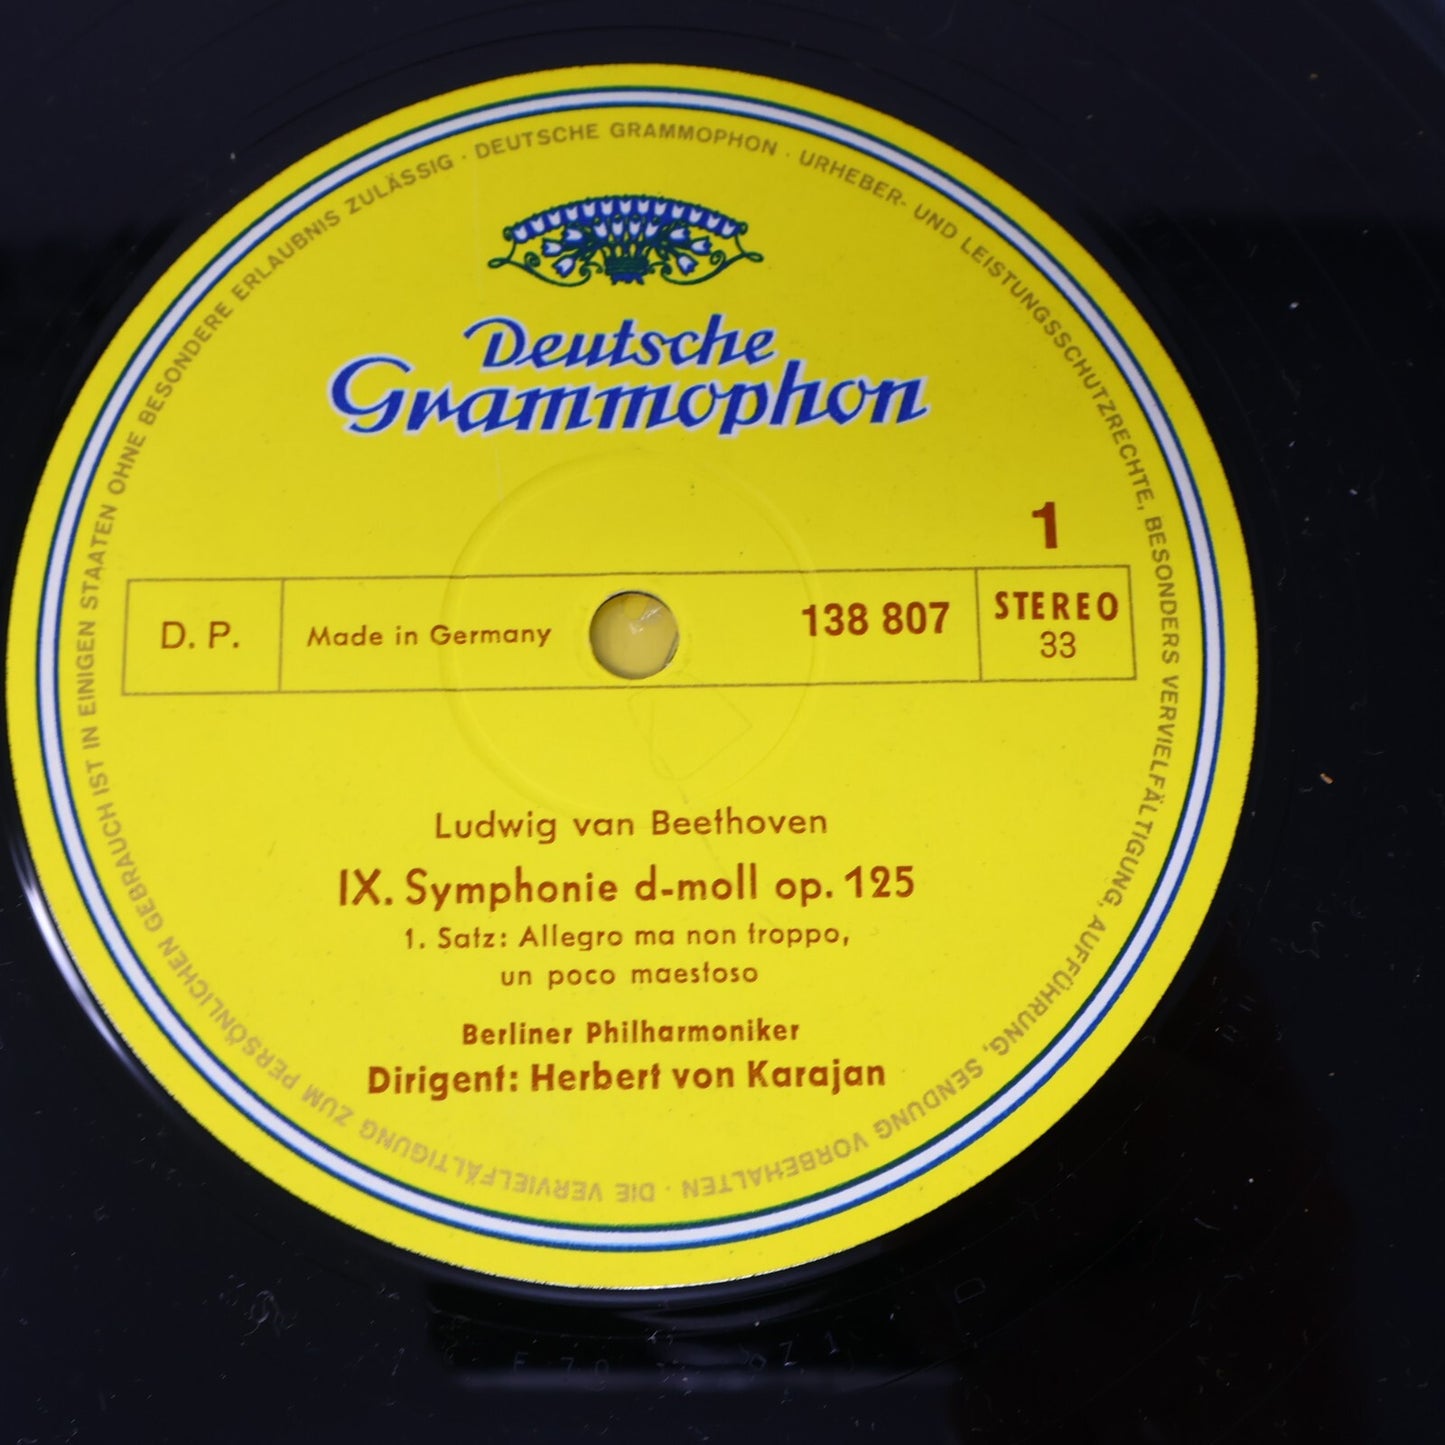 DEUTSCHE GRAMMOPHON · URHEBER- UND LEISTUNGSSCHUTZRECHTE, BESONDERS VERVIELFÄLTIGUNG, AUFFÜHRUNG, SENDUNG VORBEHALTEN · DIE VERVIELFÄLTIGUNG ZUM PERSÖNLICHEN GEBRAUCH IST IN EINIGEN STAATEN OHNE BESONDERE ERLAUBNIS ZULÄSSIG ·
Deutsche
Grammophon
1
D. P.
Made in Germany
138 807
STEREO
33
Ludwig van Beethoven
IX. Symphonie d-moll op. 125
1. Satz: Allegro ma non troppo,
un poco maestoso
Berliner Philharmoniker
Dirigent: Herbert von Karajan